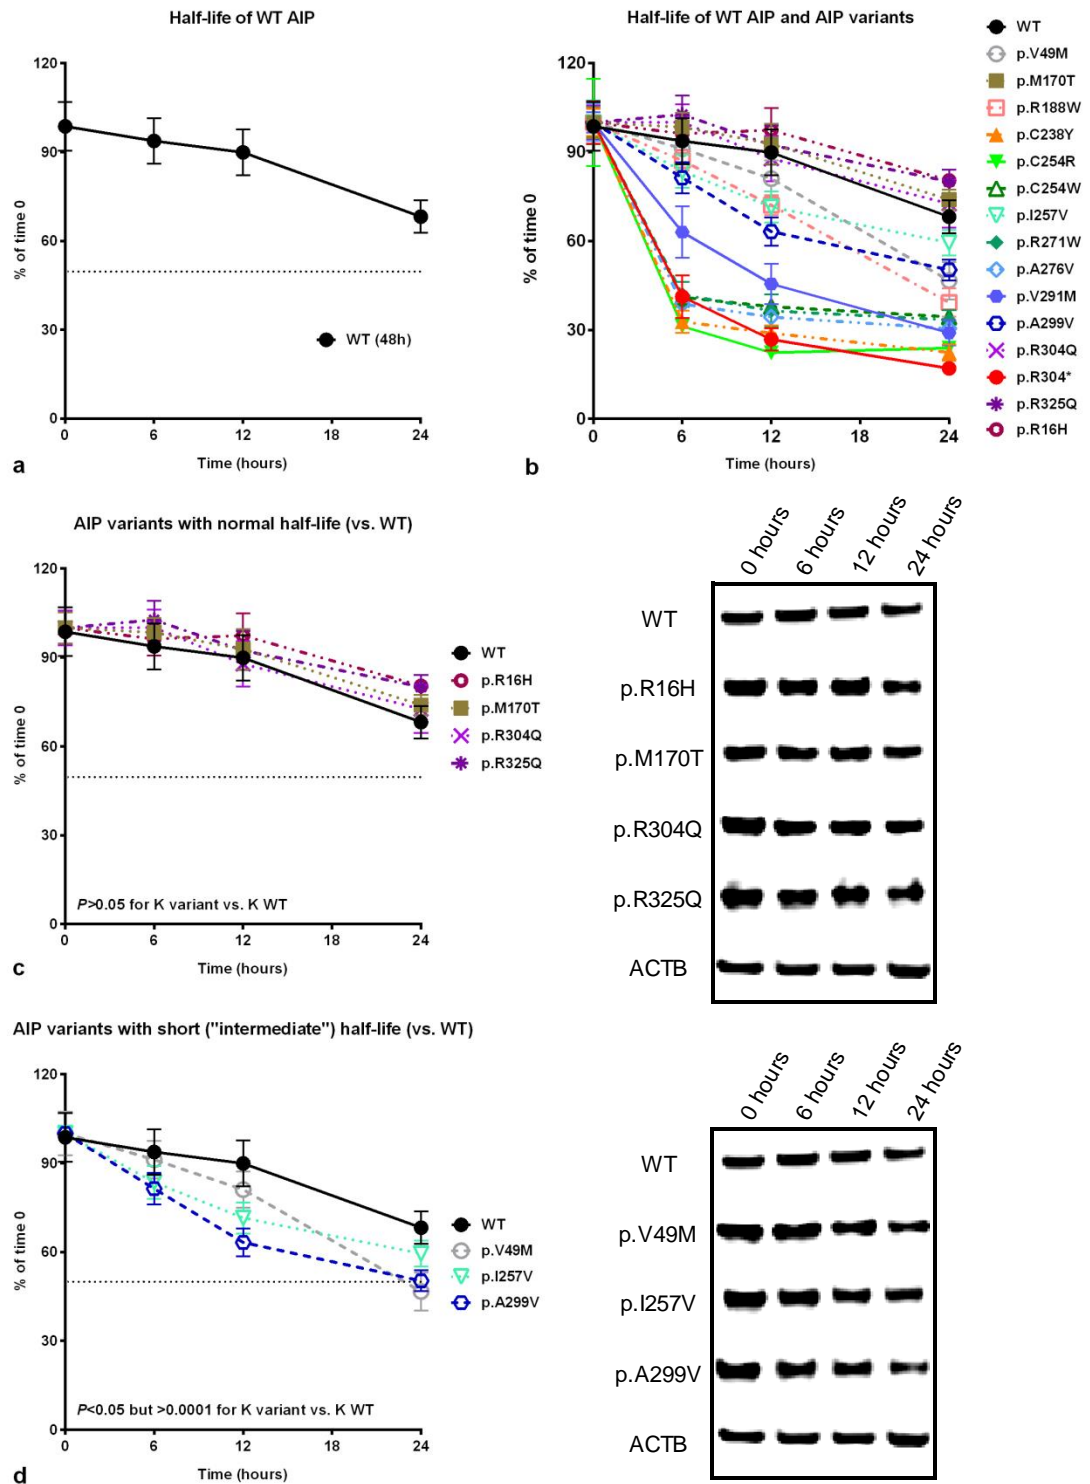 Half-life of WT AIP
120
90
60
30
0
% of time 0
WT (48h)
0 6 12 24
Time (hours)
a
Half-life of WT AIP and AIP variants
120
90
60
30
0
% of time 0
0 6 12 24
Time (hours)
b
WT
p.V49M
p.M170T
p.R188W
p.C238Y
p.C254R
p.C254W
p.I257V
p.R271W
p.A276V
p.V291M
p.A299V
p.R304Q
p.R304*
p.R325Q
p.R16H
AIP variants with normal half-life (vs. WT)
120
90
60
30
0
% of time 0
WT
p.R16H
p.M170T
p.R304Q
p.R325Q
P>0.05 for K variant vs. K WT
0 6 12 24
Time (hours)
c
0 hours 6 hours 12 hours 24 hours
WT
p.R16H
p.M170T
p.R304Q
p.R325Q
ACTB
AIP variants with short ("intermediate") half-life (vs. WT)
120
90
60
30
0
% of time 0
WT
p.V49M
p.I257V
p.A299V
P<0.05 but >0.0001 for K variant vs. K WT
0 6 12 24
Time (hours)
d
0 hours 6 hours 12 hours 24 hours
WT
p.V49M
p.I257V
p.A299V
ACTB